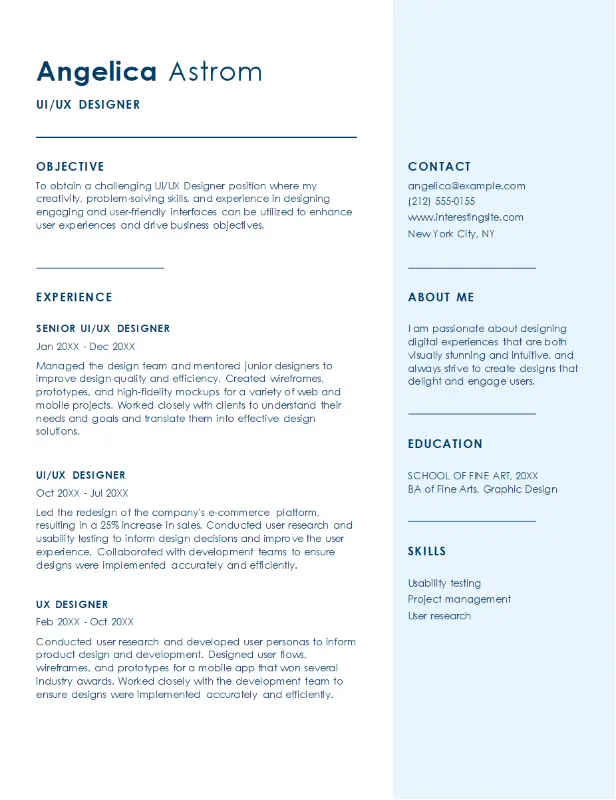 Angelica Astrom
UI/UX DESIGNER
OBJECTIVE
To obtain a challenging UI/UX Designer position where my
creativity, problem-solving skills, and experience in designing
engaging and user-friendly interfaces can be utilized to enhance
user experiences and drive business objectives.
EXPERIENCE
SENIOR UI/UX DESIGNER
Jan 20XX - Dec 20XX
Managed the design team and mentored junior designers to
improve design quality and efficiency. Created wireframes,
prototypes, and high-fidelity mockups for a variety of web and
mobile projects. Worked closely with clients to understand their
needs and goals and translate them into effective design
solutions.
UI/UX DESIGNER
Oct 20XX - Jul 20XX
Led the redesign of the company's e-commerce platform,
resulting in a 25% increase in sales. Conducted user research and
usability testing to inform design decisions and improve the user
experience. Collaborated with development teams to ensure
designs were implemented accurately and efficiently.
UX DESIGNER
Feb 20XX - Oct 20XX
Conducted user research and developed user personas to inform
product design and development. Designed user flows,
wireframes, and prototypes for a mobile app that won several
industry awards. Worked closely with the development team to
ensure designs were implemented accurately and efficiently.
CONTACT
angelica@example.com
(212) 555-0155
www.interestingsite.com
New York City, NY
ABOUT ME
I am passionate about designing
digital experiences that are both
visually stunning and intuitive, and
always strive to create designs that
delight and engage users.
EDUCATION
SCHOOL OF FINE ART, 20XX
BA of Fine Arts, Graphic Design
SKILLS
Usability testing
Project management
User research